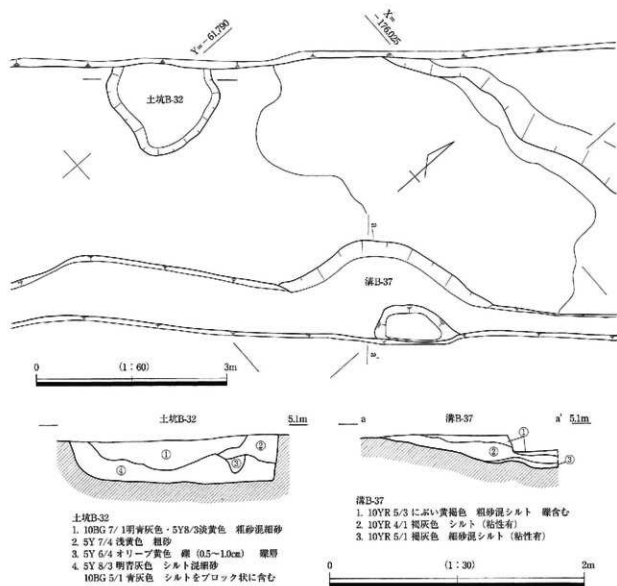 Y=-61.790
X=-176.025
土坑B-32
a
溝B-37
a'
0 (1:60) 3m
土坑B-32 5.1m
① ② ③ ④
土坑B-32
1. 10BG 7/1明青灰色・5Y8/3淡黄色 粗砂混細砂
2. 5Y 7/4 浅黄色 粗砂
3. 5Y 6/4 オリーブ黄色 礫 (0.5~1.0cm) 礫層
4. 5Y 8/3 明青灰色 シルト混細砂
10BG 5/1 青灰色 シルトをブロック状に含む
a 溝B-37 a' 5.1m
① ② ③
溝B-37
1. 10YR 5/3 にぶい黄褐色 粗砂混シルト 礫含む
2. 10YR 4/1 褐灰色 シルト (粘性有)
3. 10YR 5/1 褐灰色 細砂混シルト (粘性有)
0 (1:30) 2m